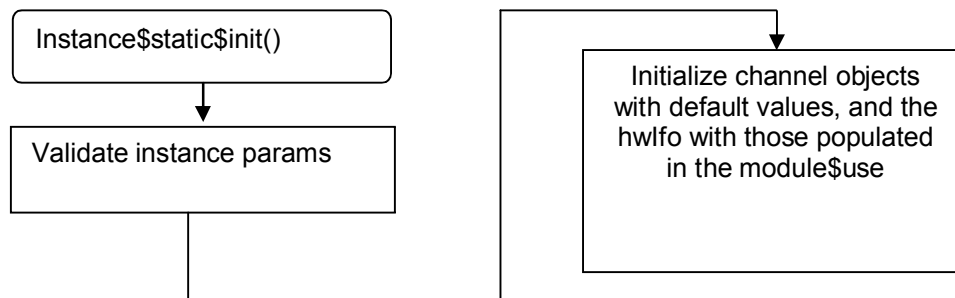 Instance$static$init()
Validate instance params
Initialize channel objects
with default values, and the
hwIfo with those populated
in the module$use